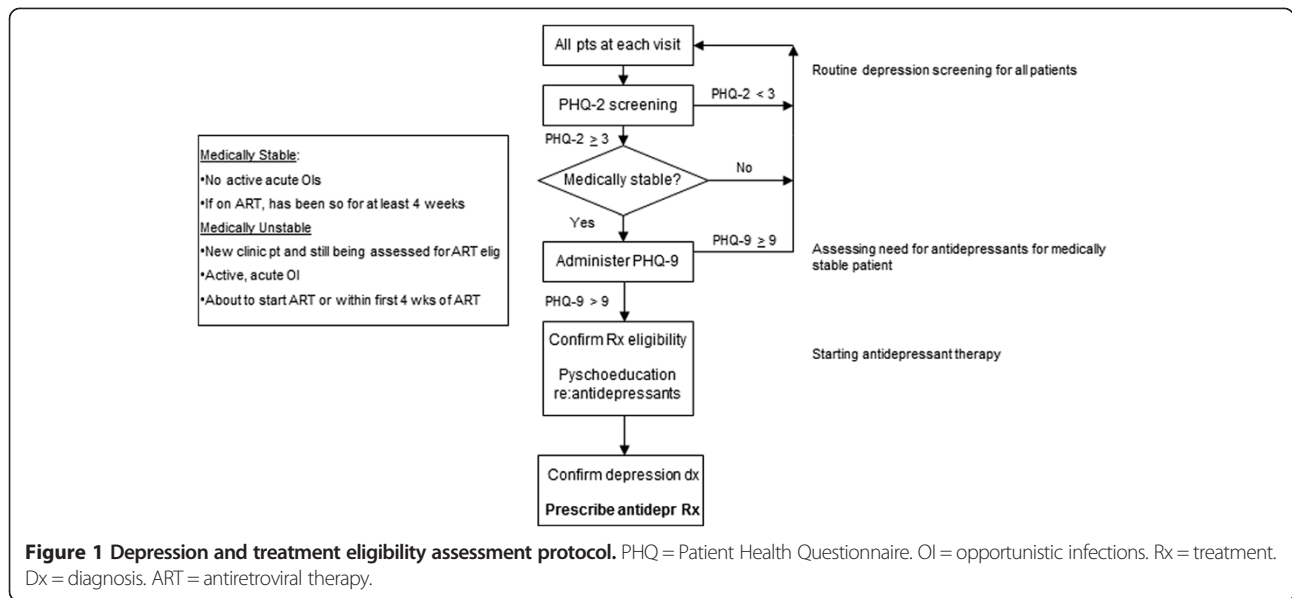 All pts at each visit
Routine depression screening for all patients
PHQ-2 screening
PHQ-2 < 3
PHQ-2 ≥ 3
Medically Stable:
•No active acute OIs
•If on ART, has been so for at least 4 weeks
Medically Unstable
•New clinic pt and still being assessed for ART elig
•Active, acute OI
•About to start ART or within first 4 wks of ART
Medically stable?
No
Yes
PHQ-9 ≥ 9
Administer PHQ-9
Assessing need for antidepressants for medically
stable patient
PHQ-9 > 9
Confirm Rx eligibility
Pyschoeducation
re:antidepressants
Starting antidepressant therapy
Confirm depression dx
Prescribe antidepr Rx
Figure 1 Depression and treatment eligibility assessment protocol. PHQ = Patient Health Questionnaire. OI = opportunistic infections. Rx = treatment.
Dx = diagnosis. ART = antiretroviral therapy.